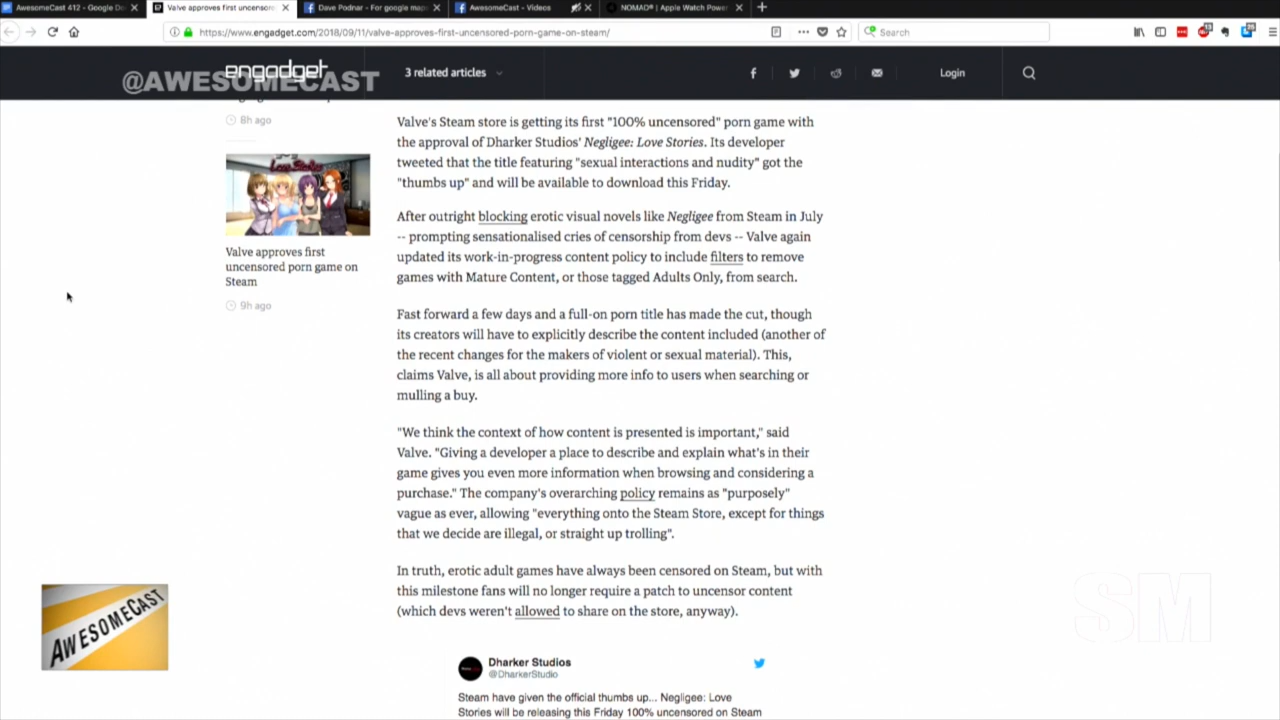 AwesomeCast 412 - Google Do
Valve approves first uncensore
Dave Podnar - For google maps
AwesomeCast - Videos
NOMAD® | Apple Watch Power
https://www.engadget.com/2018/09/11/valve-approves-first-uncensored-porn-game-on-steam/
Search
engadget
@AWESOMECAST
3 related articles
Login
8h ago
Love Stories
Valve approves first
uncensored porn game on
Steam
9h ago
Valve's Steam store is getting its first "100% uncensored" porn game with
the approval of Dharker Studios' Negligee: Love Stories. Its developer
tweeted that the title featuring "sexual interactions and nudity" got the
"thumbs up" and will be available to download this Friday.
After outright blocking erotic visual novels like Negligee from Steam in July
-- prompting sensationalised cries of censorship from devs -- Valve again
updated its work-in-progress content policy to include filters to remove
games with Mature Content, or those tagged Adults Only, from search.
Fast forward a few days and a full-on porn title has made the cut, though
its creators will have to explicitly describe the content included (another of
the recent changes for the makers of violent or sexual material). This,
claims Valve, is all about providing more info to users when searching or
mulling a buy.
"We think the context of how content is presented is important," said
Valve. "Giving a developer a place to describe and explain what's in their
game gives you even more information when browsing and considering a
purchase." The company's overarching policy remains as "purposely"
vague as ever, allowing "everything onto the Steam Store, except for things
that we decide are illegal, or straight up trolling".
In truth, erotic adult games have always been censored on Steam, but with
this milestone fans will no longer require a patch to uncensor content
(which devs weren't allowed to share on the store, anyway).
AWESOMECAST
SM
Dharker Studios
@DharkerStudio
Steam have given the official thumbs up... Negligee: Love
Stories will be releasing this Friday 100% uncensored on Steam